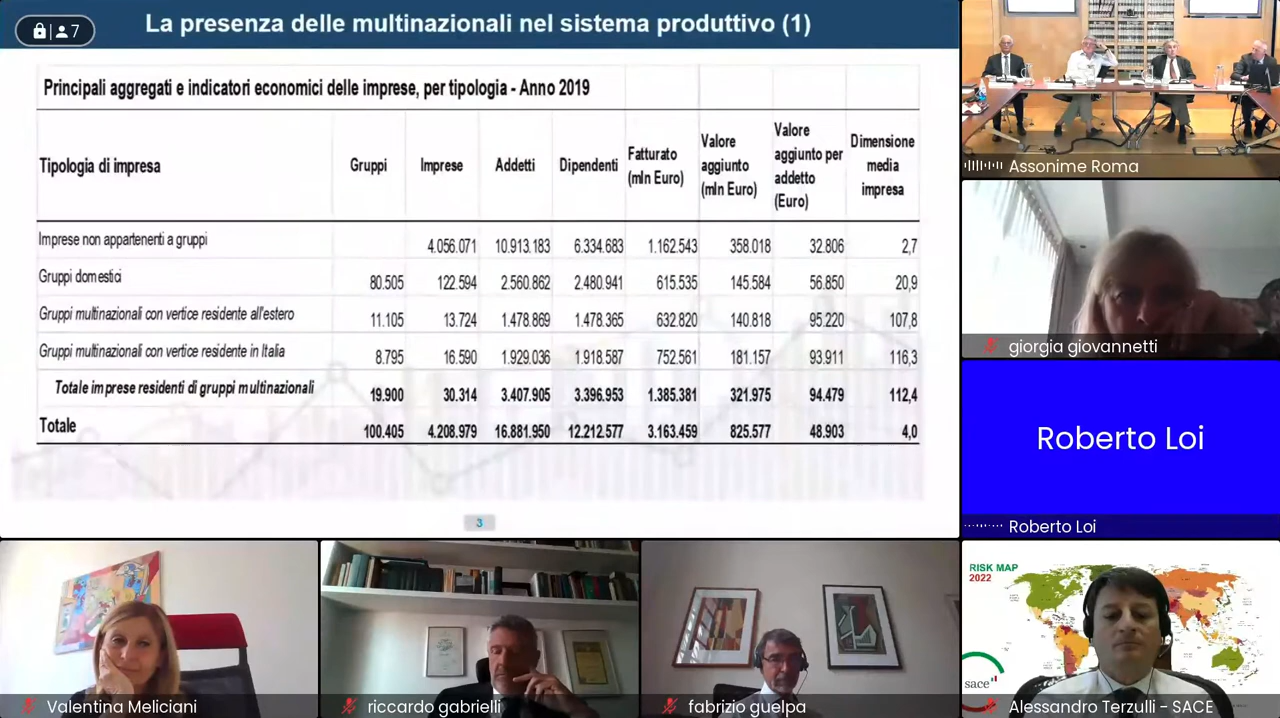 La presenza delle multinazionali nel sistema produttivo (1)
7
Principali aggregati e indicatori economici delle imprese, per tipologia - Anno 2019
Tipologia di impresa Gruppi Imprese Addetti Dipendenti Fatturato (mln Euro) Valore aggiunto (mln Euro) Valore aggiunto per addetto (Euro) Dimensione media impresa
Imprese non appartenenti a gruppi 4.056.071 10.913.183 6.334.683 1.162.543 358.018 32.806 2,7
Gruppi domestici 80.505 122.594 2.560.862 2.480.941 615.535 145.584 56.850 20,9
Gruppi multinazionali con vertice residente all'estero 11.105 13.724 1.478.869 1.478.365 632.820 140.818 95.220 107,8
Gruppi multinazionali con vertice residente in Italia 8.795 16.590 1.929.036 1.918.587 752.561 181.157 93.911 116,3
Totale imprese residenti di gruppi multinazionali 19.900 30.314 3.407.905 3.396.953 1.385.381 321.975 94.479 112,4
Totale 100.405 4.208.979 16.881.950 12.212.577 3.163.459 825.577 48.903 4,0
3
Assonime Roma
giorgia giovannetti
Roberto Loi
Roberto Loi
RISK MAP
2022
sace
Valentina Meliciani
riccardo gabrielli
fabrizio guelpa
Alessandro Terzulli - SACE